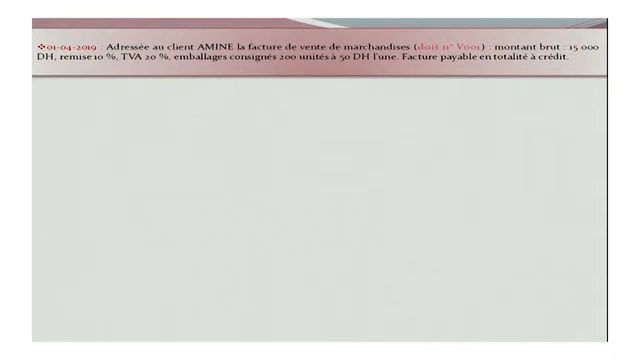 ❖01-04-2019 : Adressée au client AMINE la facture de vente de marchandises (doit n° V001) : montant brut : 15 000
DH, remise 10 %, TVA 20 %, emballages consignés 200 unités à 50 DH l'une. Facture payable en totalité à crédit.